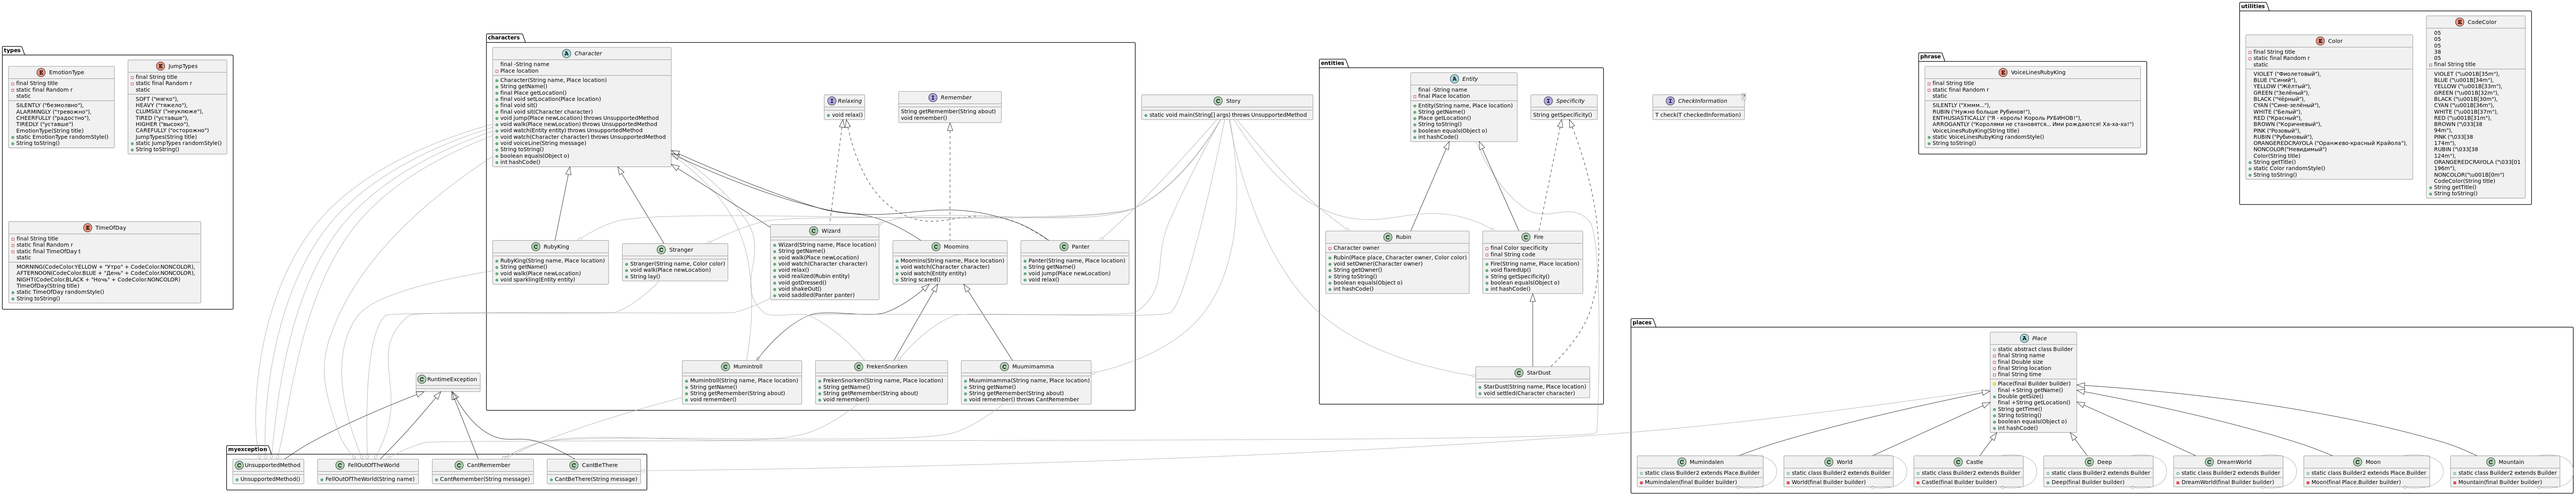 types
E EmotionType
final String title
static final Random r
static
SILENTLY ("безмолвно"),
ALARMINGLY ("тревожно"),
CHEERFULLY ("радостно"),
TIREDLY ("уставше")
EmotionType(String title)
static EmotionType randomStyle()
String toString()
E JumpTypes
final String title
static final Random r
static
SOFT ("мягко"),
HEAVY ("тяжело"),
CLUMSILY ("неуклюже"),
TIRED ("уставше"),
HIGHER ("высоко"),
CAREFULLY ("осторожно")
JumpTypes(String title)
static JumpTypes randomStyle()
String toString()
E TimeOfDay
final String title
static final Random r
static final TimeOfDay t
static
MORNING(CodeColor.YELLOW + "Утро" + CodeColor.NONCOLOR),
AFTERNOON(CodeColor.BLUE + "День" + CodeColor.NONCOLOR),
NIGHT(CodeColor.BLACK + "Ночь" + CodeColor.NONCOLOR)
TimeOfDay(String title)
static TimeOfDay randomStyle()
String toString()
characters
A Character
final -String name
Place location
Character(String name, Place location)
String getName()
final Place getLocation()
final void setLocation(Place location)
final void sit()
final void sit(Character character)
void jump(Place newLocation) throws UnsupportedMethod
void walk(Place newLocation) throws UnsupportedMethod
void watch(Entity entity) throws UnsupportedMethod
void watch(Character character) throws UnsupportedMethod
void voiceLine(String message)
String toString()
boolean equals(Object o)
int hashCode()
I Relaxing
void relax()
I Remember
String getRemember(String about)
void remember()
C RubyKing
RubyKing(String name, Place location)
String getName()
void walk(Place newLocation)
void sparkling(Entity entity)
C Stranger
Stranger(String name, Color color)
void walk(Place newLocation)
String lay()
C Wizard
Wizard(String name, Place location)
String getName()
void walk(Place newLocation)
void watch(Character character)
void relax()
void realized(Rubin entity)
void gotDressed()
void shakeOut()
void saddled(Panter panter)
C Moomins
Moomins(String name, Place location)
void watch(Character character)
void watch(Entity entity)
String scared()
C Panter
Panter(String name, Place location)
String getName()
void jump(Place newLocation)
void relax()
C Mumintroll
Mumintroll(String name, Place location)
String getName()
String getRemember(String about)
void remember()
C FrekenSnorken
FrekenSnorken(String name, Place location)
String getName()
String getRemember(String about)
void remember()
C Muumimamma
Muumimamma(String name, Place location)
String getName()
String getRemember(String about)
void remember() throws CantRemember
C Story
static void main(String[] args) throws UnsupportedMethod
entities
A Entity
final -String name
final Place location
Entity(String name, Place location)
String getName()
Place getLocation()
String toString()
boolean equals(Object o)
int hashCode()
I Specificity
String getSpecificity()
C Rubin
Character owner
Rubin(Place place, Character owner, Color color)
void setOwner(Character owner)
String getOwner()
String toString()
boolean equals(Object o)
int hashCode()
C Fire
final Color specificity
final String code
Fire(String name, Place location)
void flaredUp()
String getSpecificity()
boolean equals(Object o)
int hashCode()
C StarDust
StarDust(String name, Place location)
void settled(Character character)
I CheckInformation
T
T check(T checkedinformation)
phrase
E VoiceLinesRubyKing
final String title
static final Random r
static
SILENTLY ("Хммм..."),
RUBIN ("Нужно больше Рубинов!"),
ENTHUSIASTICALLY ("Я - король! Король РУБИНОВ!"),
ARROGANTLY ("Королями не становятся... Ими рождаются! Ха-ха-ха!")
VoiceLinesRubyKing(String title)
static VoiceLinesRubyKing randomStyle()
String toString()
utilities
E Color
final String title
static final Random r
static
VIOLET ("Фиолетовый"),
BLUE ("Синий"),
YELLOW ("Жёлтый"),
GREEN ("Зелёный"),
BLACK ("Чёрный"),
CYAN ("Сине-зелёный"),
WHITE ("Белый"),
RED ("Красный"),
BROWN ("Коричневый"),
PINK ("Розовый"),
RUBIN ("Рубиновый"),
ORANGEREDCRAYOLA ("Оранжево-красный Крайола"),
NONCOLOR("Невидимый")
Color(String title)
String getTitle()
static Color randomStyle()
String toString()
E CodeColor
05
05
05
38
05
final String title
VIOLET ("\u001B[35m"),
BLUE ("\u001B[34m"),
YELLOW ("\u001B[33m"),
GREEN ("\u001B[32m"),
BLACK ("\u001B[30m"),
CYAN ("\u001B[36m"),
WHITE ("\u001B[37m"),
RED ("\u001B[31m"),
BROWN ("\033[38
94m"),
PINK ("\033[38
174m"),
RUBIN ("\033[38
124m"),
ORANGEREDCRAYOLA ("\033[01
196m"),
NONCOLOR("\u001B[0m")
CodeColor(String title)
String getTitle()
String toString()
places
A Place
static abstract class Builder
final String name
final Double size
final String location
final String time
Place(final Builder builder)
final +String getName()
Double getSize()
final +String getLocation()
String getTime()
String toString()
boolean equals(Object o)
int hashCode()
C Mumindalen
static class Builder2 extends Place.Builder
Mumindalen(final Builder builder)
C World
static class Builder2 extends Builder
World(final Builder builder)
C Castle
static class Builder2 extends Builder
Castle(final Builder builder)
C Deep
static class Builder2 extends Builder
Deep(final Builder builder)
C DreamWorld
static class Builder2 extends Builder
DreamWorld(final Builder builder)
C Moon
static class Builder2 extends Place.Builder
Moon(final Place.Builder builder)
C Mountain
static class Builder2 extends Builder
Mountain(final Builder builder)
C RuntimeException
myexception
C UnsupportedMethod
UnsupportedMethod()
C FellOutOfTheWorld
FellOutOfTheWorld(String name)
C CantRemember
CantRemember(String message)
C CantBeThere
CantBeThere(String message)